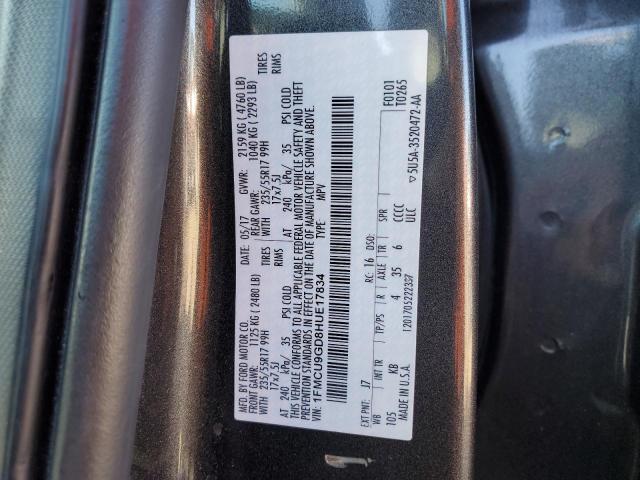 MFD. BY FORD MOTOR CO. DATE: 05/17 GVWR: 2159 KG ( 4760 LB)
FRONT GAWR: 1125 KG ( 2480 LB) REAR GAWR: 1040 KG ( 2293 LB)
WITH 235/55R17 99H TIRES WITH 235/55R17 99H TIRES
17x7.5J RIMS 17x7.5J RIMS
AT 240 kPa/ 35 PSI COLD AT 240 kPa/ 35 PSI COLD
THIS VEHICLE CONFORMS TO ALL APPLICABLE FEDERAL MOTOR VEHICLE SAFETY AND THEFT
PREVENTION STANDARDS IN EFFECT ON THE DATE OF MANUFACTURE SHOWN ABOVE.
VIN: 1FMCU9GD8HUE17834 TYPE: MPV
F0101
T0265
EXT PNT: J7 RC: 16 DSO:
WB INT TR TP/PS R AXLE TR SPR
105 KB 4 35 6 CCCC
MADE IN U.S.A. 1201705222337 ULC
▽5U5A-3520472-AA